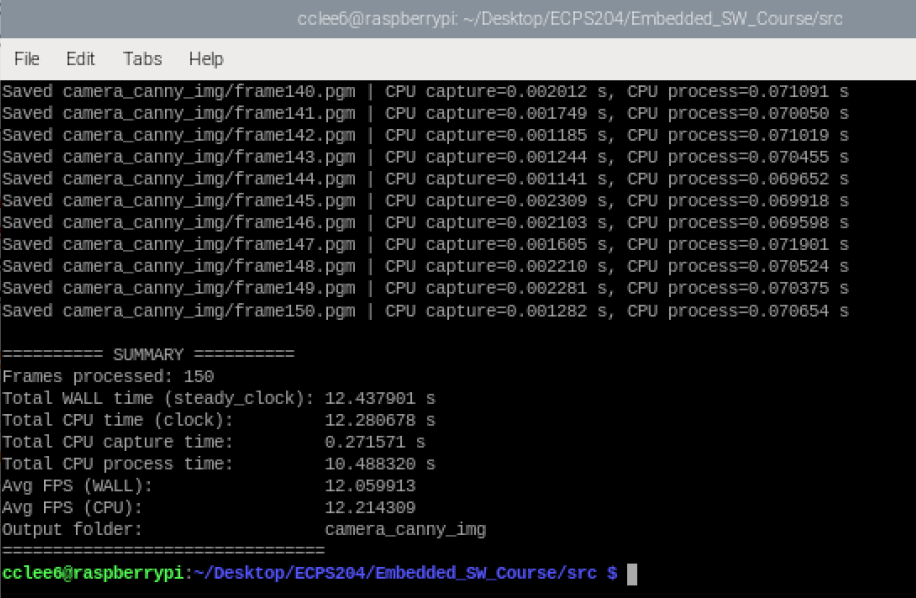 cclee6@raspberrypi: ~/Desktop/ECPS204/Embedded_SW_Course/src
File Edit Tabs Help
Saved camera_canny_img/frame140.pgm | CPU capture=0.002012 s, CPU process=0.071091 s
Saved camera_canny_img/frame141.pgm | CPU capture=0.001749 s, CPU process=0.070050 s
Saved camera_canny_img/frame142.pgm | CPU capture=0.001185 s, CPU process=0.071019 s
Saved camera_canny_img/frame143.pgm | CPU capture=0.001244 s, CPU process=0.070455 s
Saved camera_canny_img/frame144.pgm | CPU capture=0.001141 s, CPU process=0.069652 s
Saved camera_canny_img/frame145.pgm | CPU capture=0.002309 s, CPU process=0.069918 s
Saved camera_canny_img/frame146.pgm | CPU capture=0.002103 s, CPU process=0.069598 s
Saved camera_canny_img/frame147.pgm | CPU capture=0.001605 s, CPU process=0.071901 s
Saved camera_canny_img/frame148.pgm | CPU capture=0.002210 s, CPU process=0.070524 s
Saved camera_canny_img/frame149.pgm | CPU capture=0.002281 s, CPU process=0.070375 s
Saved camera_canny_img/frame150.pgm | CPU capture=0.001282 s, CPU process=0.070654 s
========== SUMMARY ==========
Frames processed: 150
Total WALL time (steady_clock): 12.437901 s
Total CPU time (clock): 12.280678 s
Total CPU capture time: 0.271571 s
Total CPU process time: 10.488320 s
Avg FPS (WALL): 12.059913
Avg FPS (CPU): 12.214309
Output folder: camera_canny_img
================================
cclee6@raspberrypi:~/Desktop/ECPS204/Embedded_SW_Course/src $